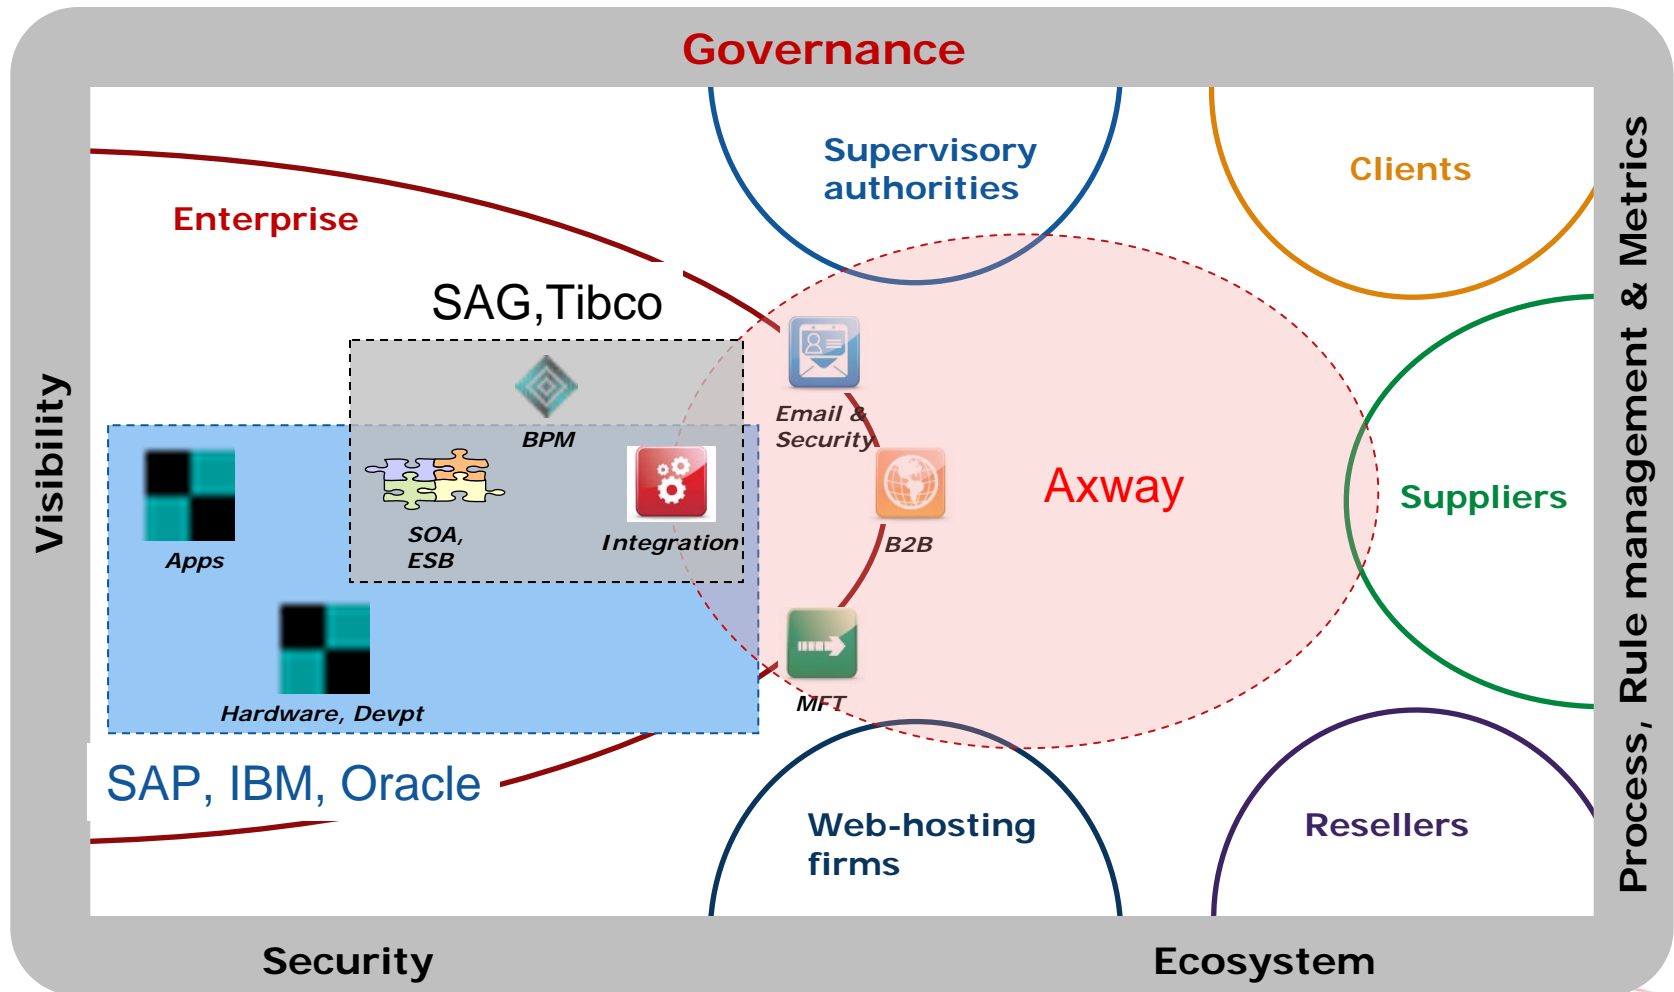 Governance
Supervisory
authorities
Clients
Enterprise
SAG,Tibco
Email &
Security
BPM
Visibility
Axway
Suppliers
Process, Rule management & Metrics
SOA,
ESB
Integration
B2B
Apps
MFT
Hardware, Devpt
SAP, IBM, Oracle
Web-hosting
firms
Resellers
Security
Ecosystem